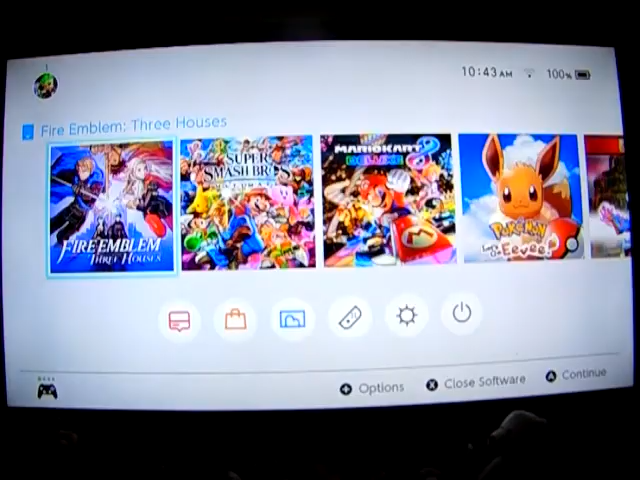 10:43 AM 100%
Fire Emblem: Three Houses
FIRE EMBLEM
THREE HOUSES
SUPER
SMASH BROS.
ULTIMATE
MARIOKART 8
DELUXE
POKÉMON
Let's Go, Eevee!
M
+ Options X Close Software A Continue